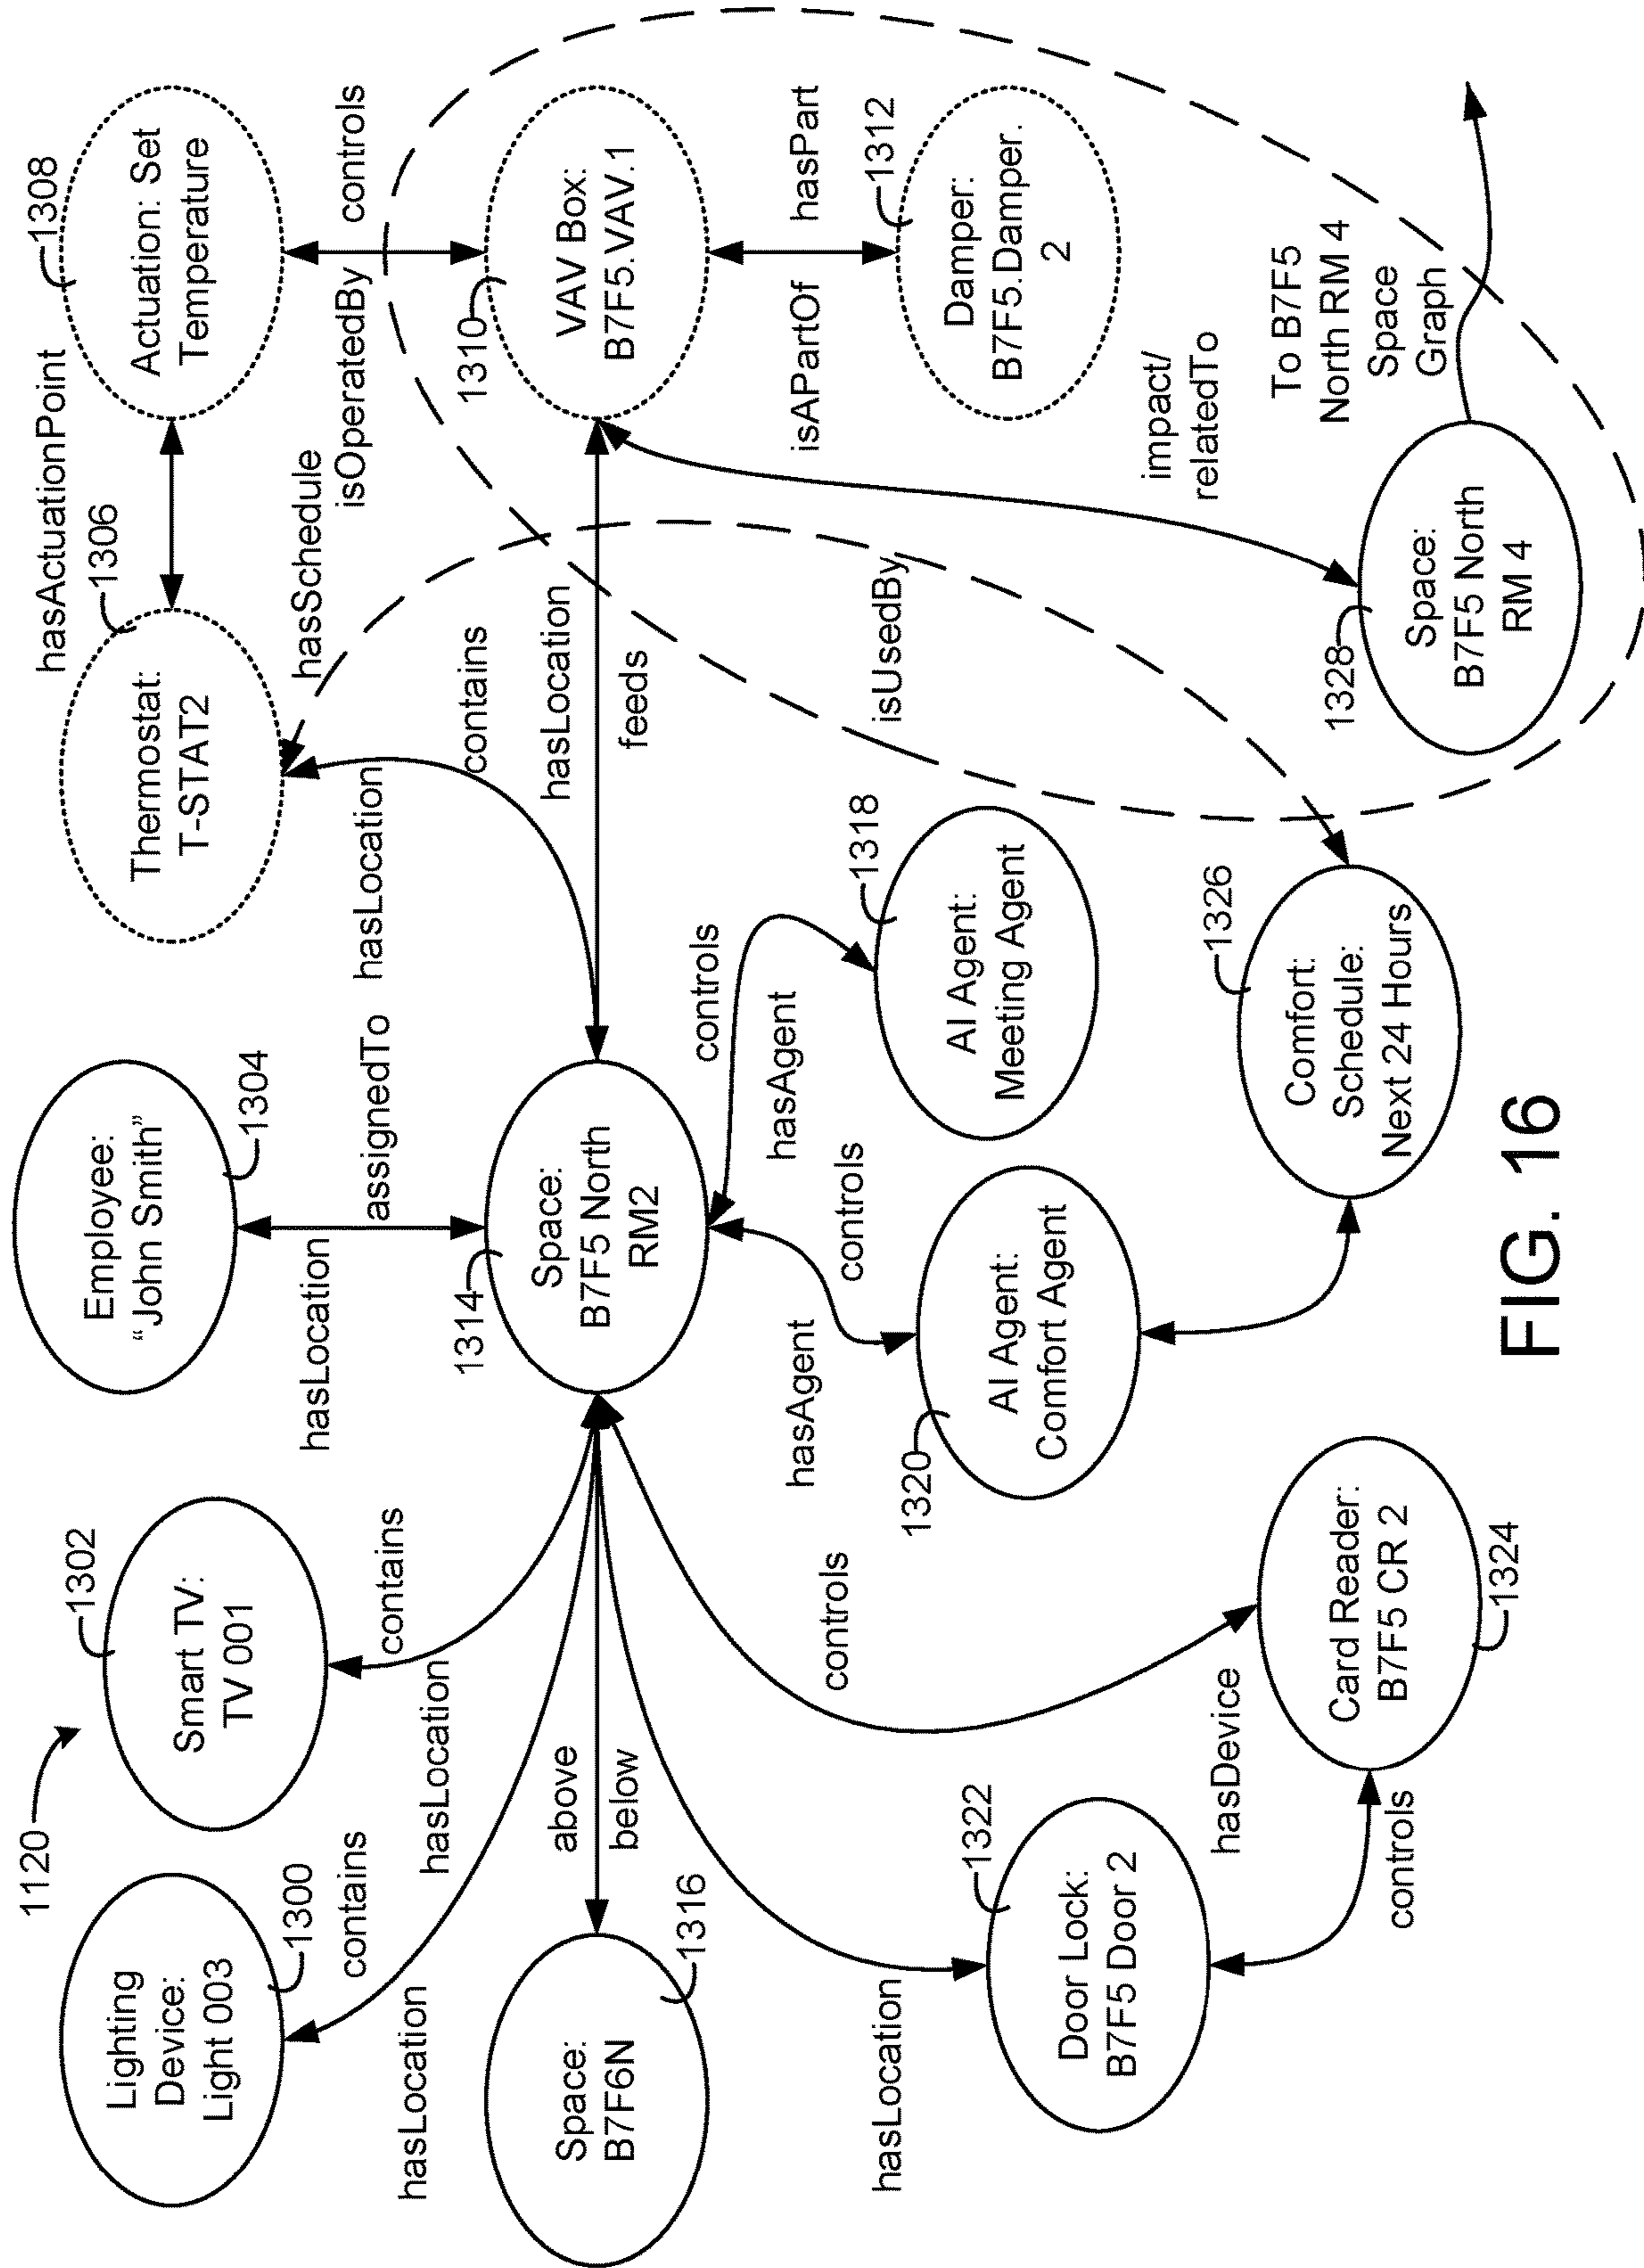 1120
Lighting
Device:
Light 003
1300
Smart TV:
TV 001
1302
Employee:
“John Smith”
1304
hasActuationPoint
Thermostat:
T-STAT2
1306
Actuation: Set
Temperature
1308
hasLocation
contains
hasLocation
contains
hasLocation
assignedTo
hasLocation
contains
hasSchedule
isOperatedBy
controls
Space:
B7F6N
1316
above
below
1314
Space:
B7F5 North
RM2
hasLocation
feeds
1310
VAV Box:
B7F5.VAV.1
hasLocation
controls
hasAgent
controls
controls
hasAgent
isUsedBy
isAPartOf
hasPart
Door Lock:
B7F5 Door 2
1322
1320
AI Agent:
Comfort Agent
AI Agent:
Meeting Agent
1318
Damper:
B7F5.Damper.
2
1312
hasDevice
impact/
relatedTo
Card Reader:
B7F5 CR 2
1324
controls
Comfort:
Schedule:
Next 24 Hours
1326
1328
Space:
B7F5 North
RM 4
To B7F5
North RM 4
Space
Graph
FIG. 16